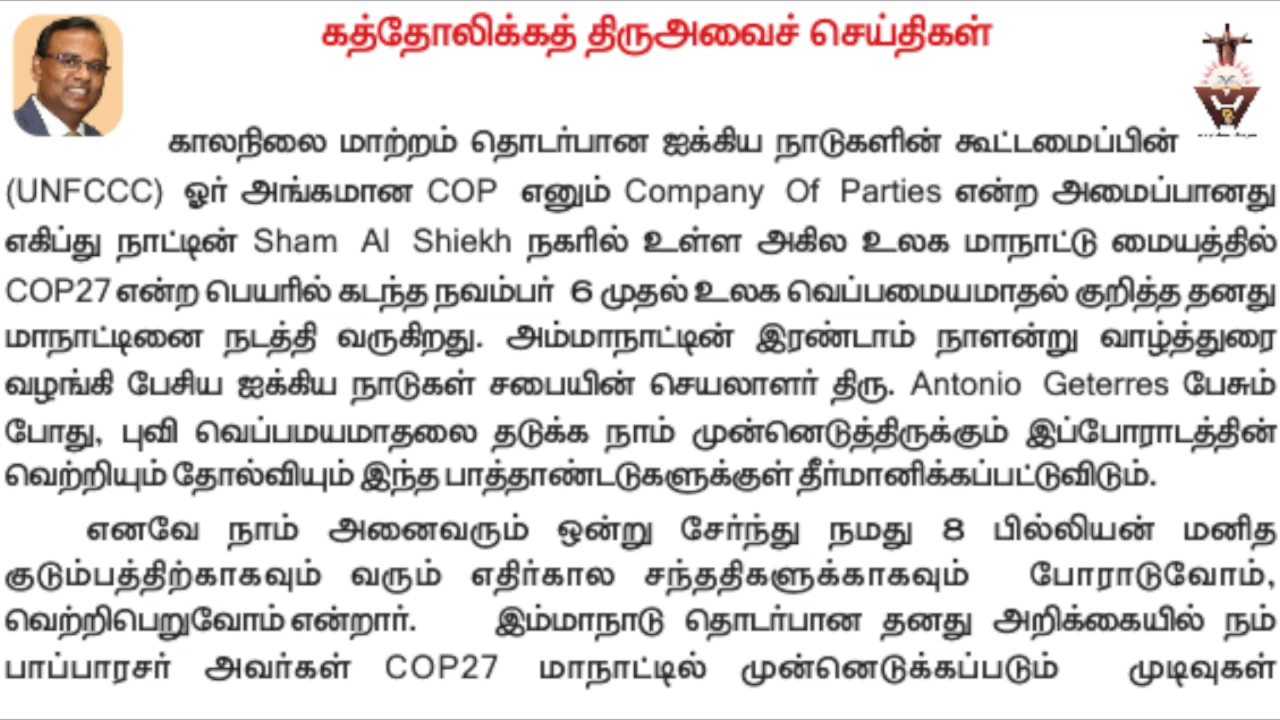 கத்தோலிக்கத் திருஅவைச் செய்திகள்
காலநிலை மாற்றம் தொடர்பான ஐக்கிய நாடுகளின் கூட்டமைப்பின்
(UNFCCC) ஓர் அங்கமான COP எனும் Company Of Parties என்ற அமைப்பானது
எகிப்து நாட்டின் Sham Al Shiekh நகரில் உள்ள அகில உலக மாநாட்டு மையத்தில்
COP27 என்ற பெயரில் கடந்த நவம்பர் 6 முதல் உலக வெப்பமையமாதல் குறித்த தனது
மாநாட்டினை நடத்தி வருகிறது. அம்மாநாட்டின் இரண்டாம் நாளன்று வாழ்த்துரை
வழங்கி பேசிய ஐக்கிய நாடுகள் சபையின் செயலாளர் திரு. Antonio Geterres பேசும்
போது, புவி வெப்பமயமாதலை தடுக்க நாம் முன்னெடுத்திருக்கும் இப்போராடத்தின்
வெற்றியும் தோல்வியும் இந்த பாத்தாண்டடுகளுக்குள் தீர்மானிக்கப்பட்டுவிடும்.
எனவே நாம் அனைவரும் ஒன்று சேர்ந்து நமது 8 பில்லியன் மனித
குடும்பத்திற்காகவும் வரும் எதிர்கால சந்ததிகளுக்காகவும் போராடுவோம்,
வெற்றிபெறுவோம் என்றார். இம்மாநாடு தொடர்பான தனது அறிக்கையில் நம்
பாப்பாரசர் அவர்கள் COP27 மாநாட்டில் முன்னெடுக்கப்படும் முடிவுகள்